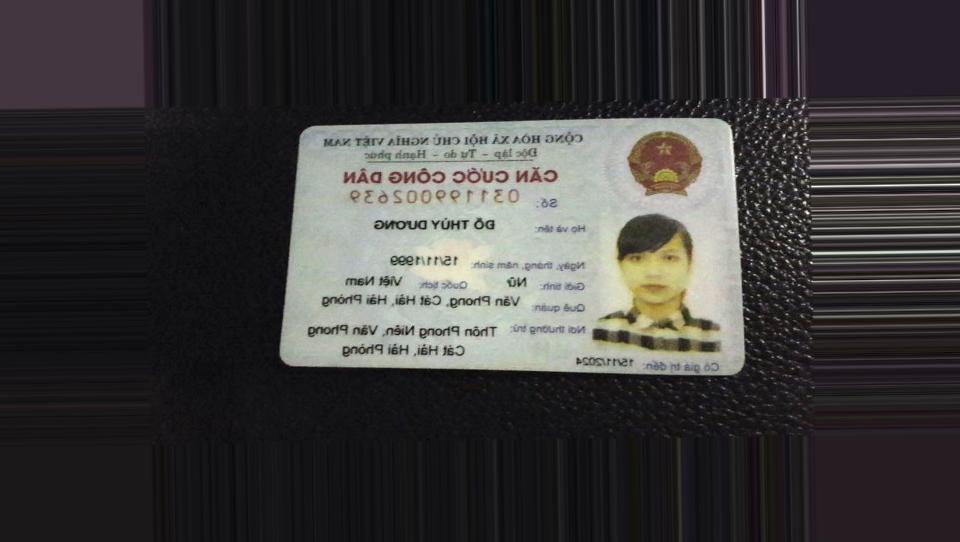 CỘNG HÒA XÃ HỘI CHỦ NGHĨA VIỆT NAM
Độc lập - Tự do - Hạnh phúc
CĂN CƯỚC CÔNG DÂN
Số: 031199002639
Họ và tên: ĐỖ THÙY DƯƠNG
Ngày, tháng, năm sinh: 15/11/1999
Giới tính: Nữ Quốc tịch: Việt Nam
Quê quán: Văn Phong, Cát Hải, Hải Phòng
Nơi thường trú: Thôn Phong Niên, Văn Phong
Cát Hải, Hải Phòng
Có giá trị đến: 15/11/2024